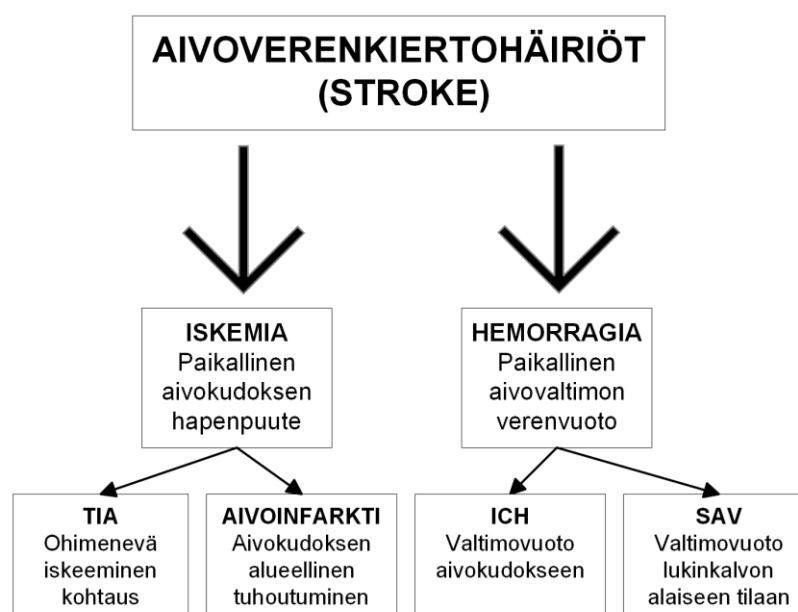 AIVOVERENKIERTOHÄIRIÖT
(STROKE)
ISKEMIA
Paikallinen
aivokudoksen
hapenpuute
HEMORRAGIA
Paikallinen
aivovaltimon
verenvuoto
TIA
Ohimenevä
iskeeminen
kohtaus
AIVOINFARKTI
Aivokudoksen
alueellinen
tuhoutuminen
ICH
Valtimovuoto
aivokudokseen
SAV
Valtimovuoto
lukinkalvon
alaiseen tilaan